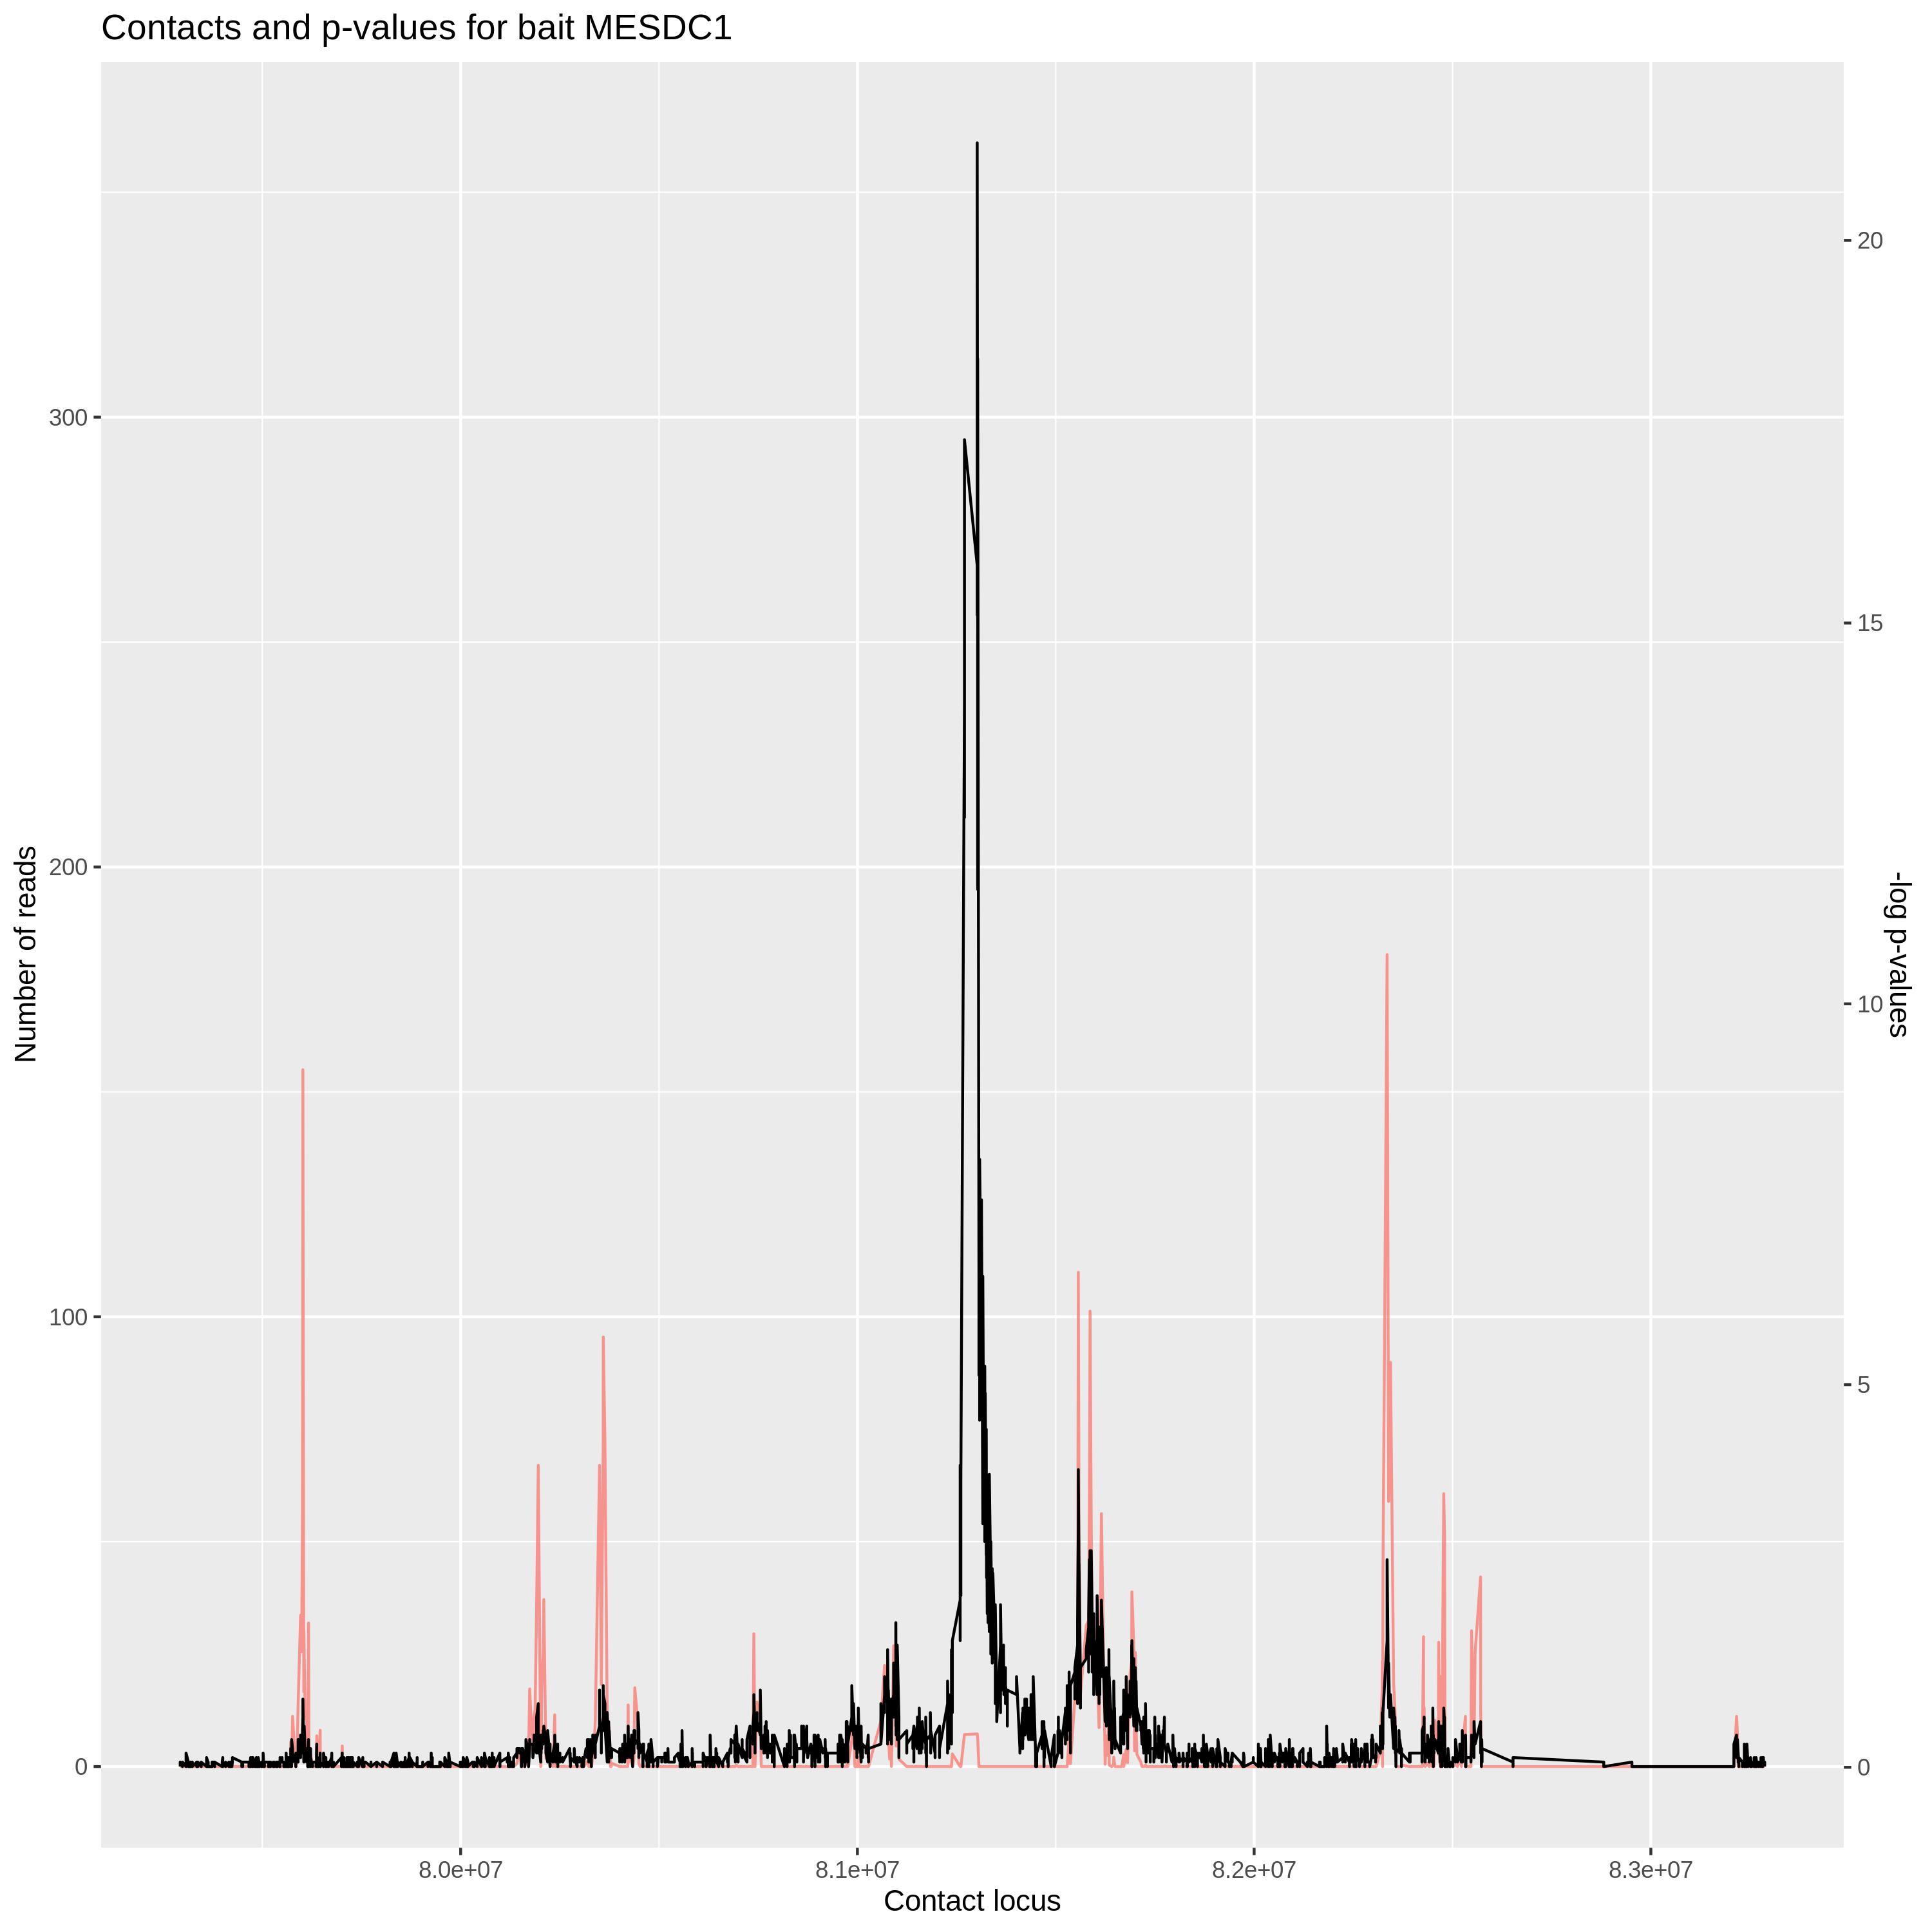 Contacts and p-values for bait MESDC1
Number of reads
300
200
100
0
20
15
10
5
0
-log p-values
8.0e+07
8.1e+07
8.2e+07
8.3e+07
Contact locus